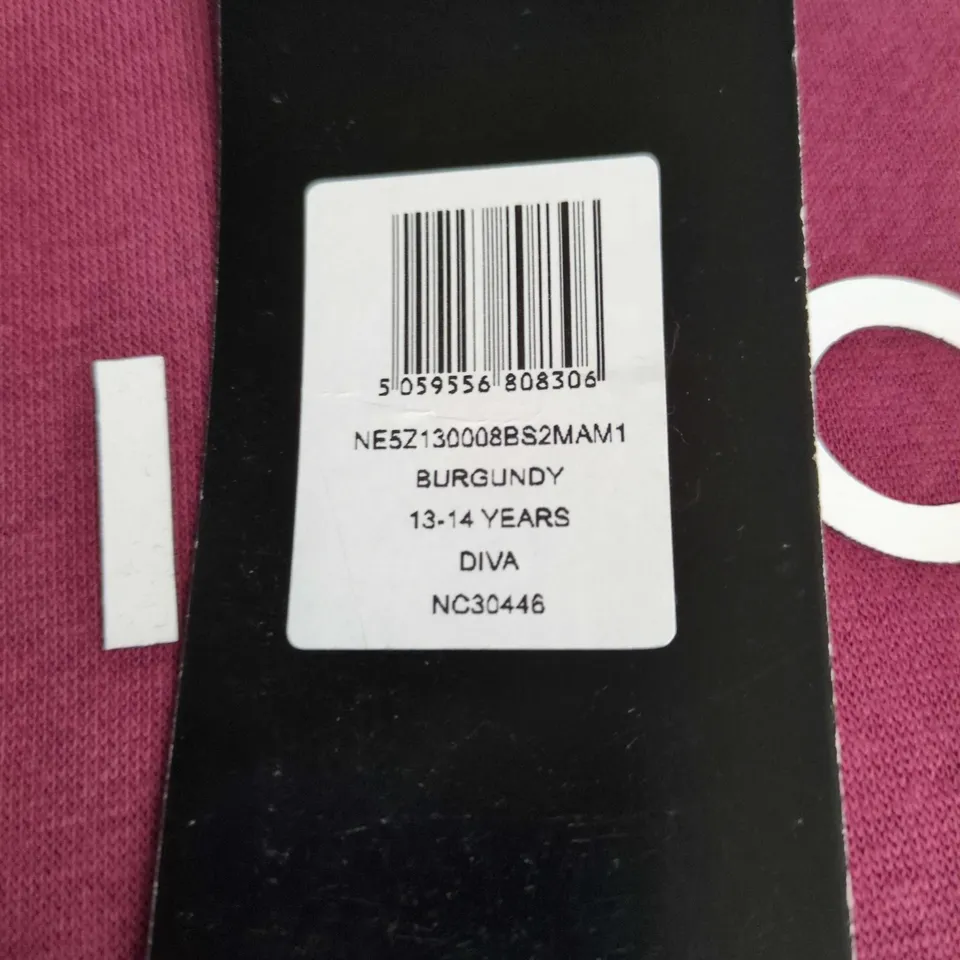 5 059556 808306
NE5Z130008BS2MAM1
BURGUNDY
13-14 YEARS
DIVA
NC30446
I O